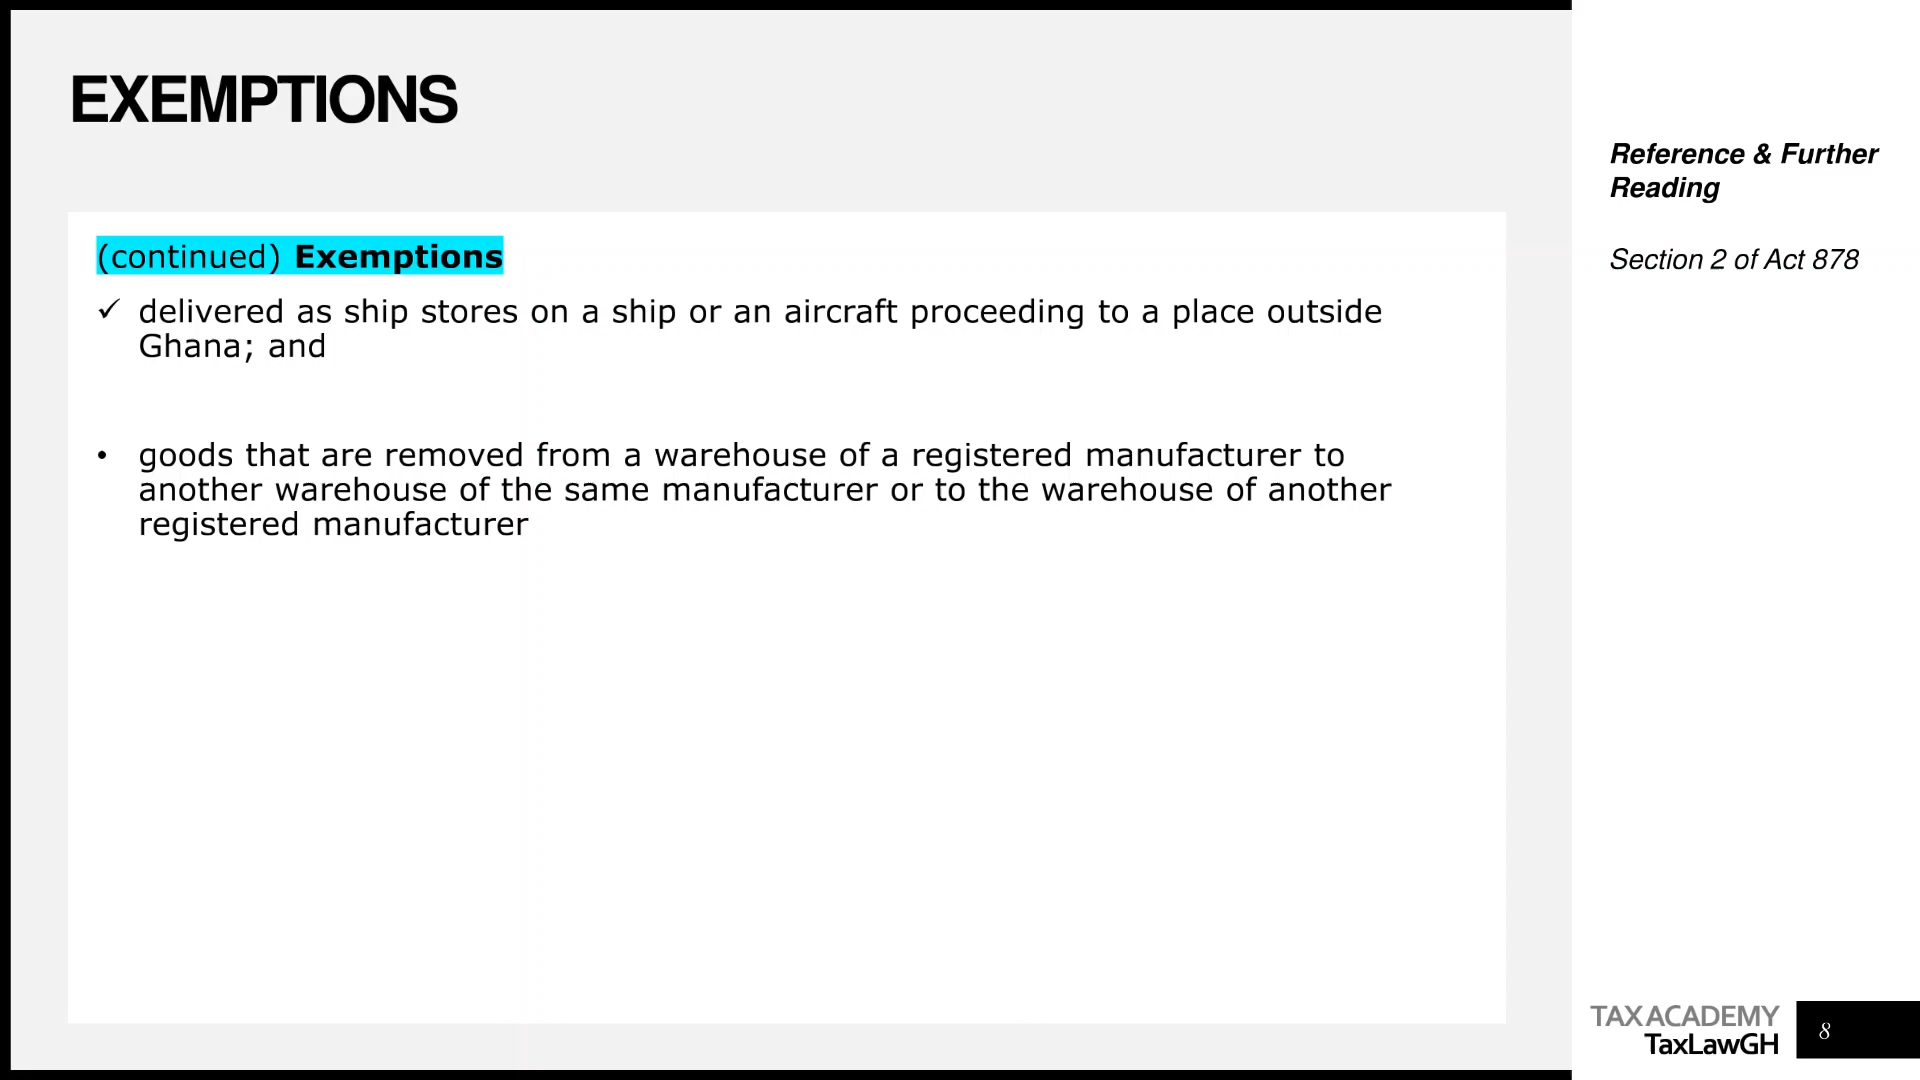 EXEMPTIONS
(continued) Exemptions
✓ delivered as ship stores on a ship or an aircraft proceeding to a place outside
Ghana; and
• goods that are removed from a warehouse of a registered manufacturer to
another warehouse of the same manufacturer or to the warehouse of another
registered manufacturer
Reference & Further
Reading
Section 2 of Act 878
TAX ACADEMY
TaxLawGH
8